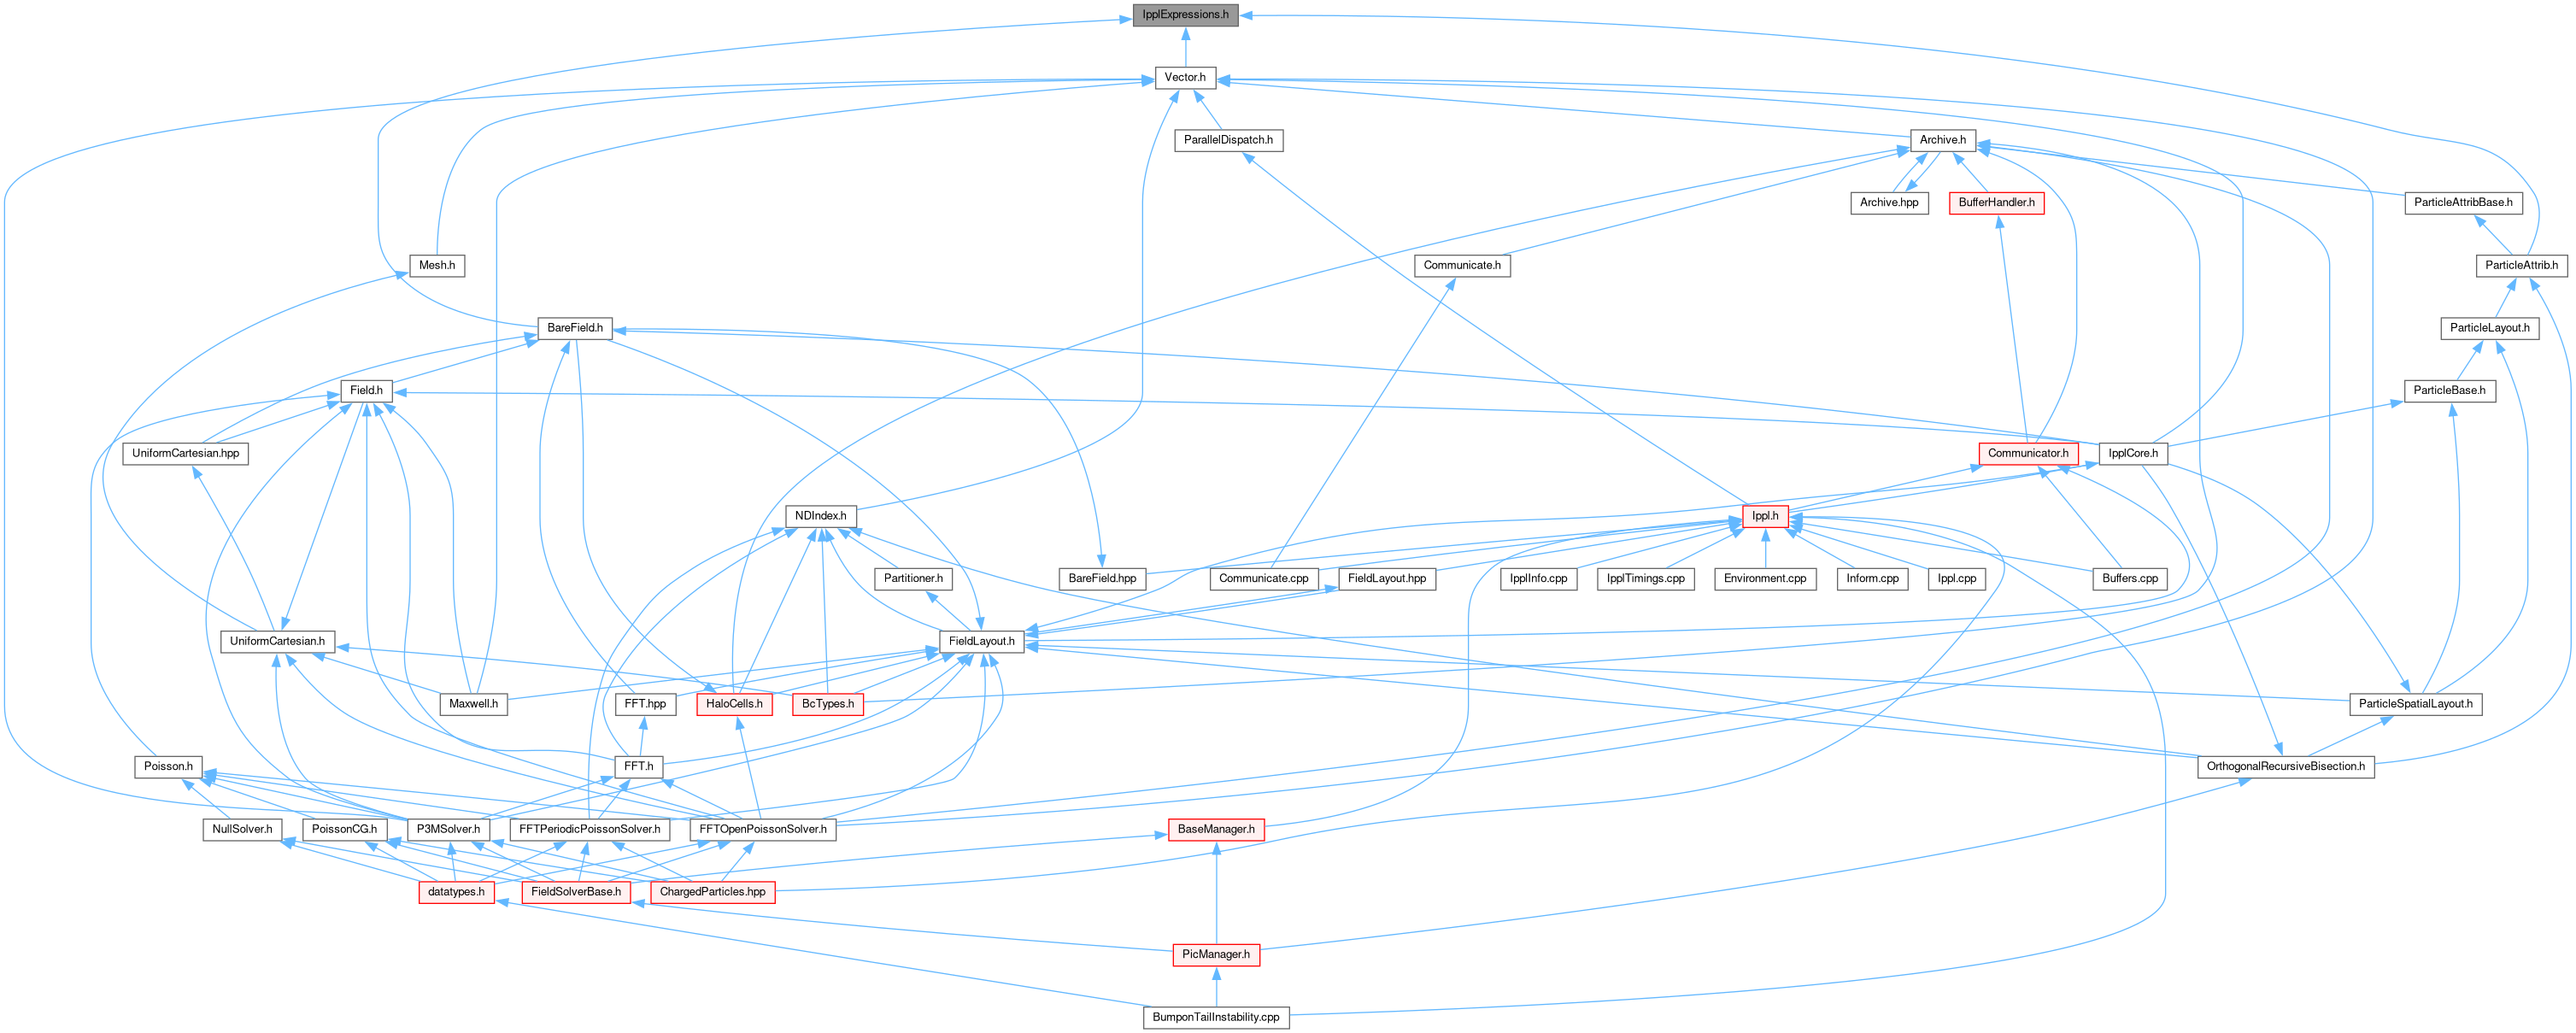 IpplExpressions.h
Vector.h
ParallelDispatch.h
Archive.h
Archive.hpp
BufferHandler.h
ParticleAttribBase.h
Mesh.h
Communicate.h
ParticleAttrib.h
BareField.h
ParticleLayout.h
Field.h
ParticleBase.h
UniformCartesian.hpp
Communicator.h
IpplCore.h
NDIndex.h
Ippl.h
Partitioner.h
BareField.hpp
Communicate.cpp
FieldLayout.hpp
IpplInfo.cpp
IpplTimings.cpp
Environment.cpp
Inform.cpp
Ippl.cpp
Buffers.cpp
UniformCartesian.h
FieldLayout.h
Maxwell.h
FFT.hpp
HaloCells.h
BcTypes.h
ParticleSpatialLayout.h
Poisson.h
FFT.h
OrthogonalRecursiveBisection.h
NullSolver.h
PoissonCG.h
P3MSolver.h
FFTPeriodicPoissonSolver.h
FFTOpenPoissonSolver.h
BaseManager.h
datatypes.h
FieldSolverBase.h
ChargedParticles.hpp
PicManager.h
BumponTailInstability.cpp